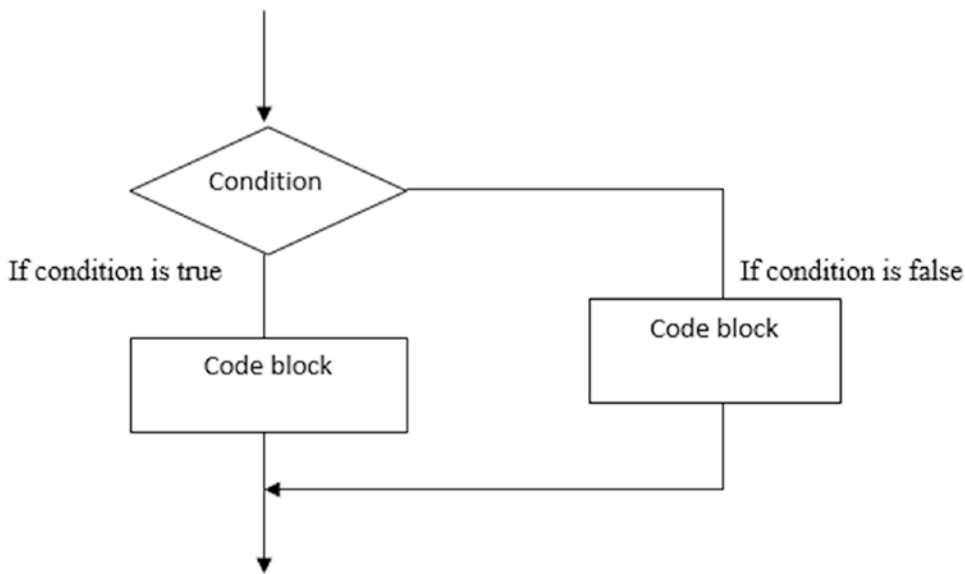 Condition
If condition is true
If condition is false
Code block
Code block